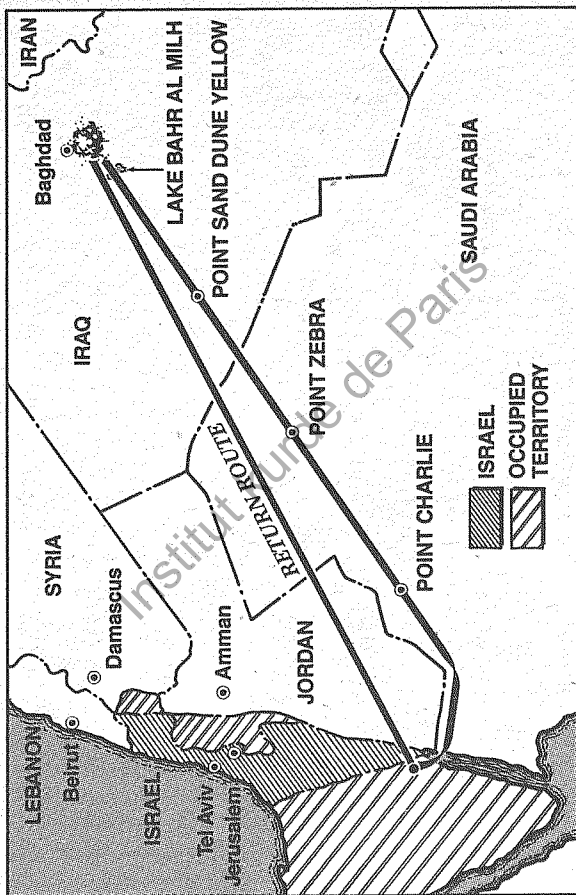 LEBANON
Beirut
SYRIA
Damascus
IRAQ
Baghdad
IRAN
LAKE BAHR AL MILH
POINT SAND DUNE YELLOW
ISRAEL
Tel Aviv
Jerusalem
Amman
JORDAN
RETURN ROUTE
POINT ZEBRA
POINT CHARLIE
SAUDI ARABIA
ISRAEL
OCCUPIED
TERRITORY
Institut kurde de Paris